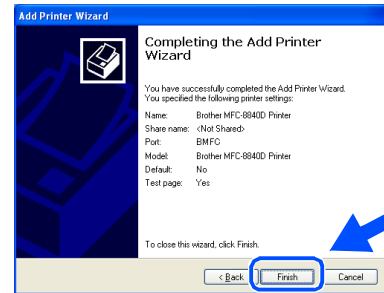 Add Printer Wizard
Completing the Add Printer
Wizard
You have successfully completed the Add Printer Wizard.
You specified the following printer settings:
Name: Brother MFC-8840D Printer
Share name: <Not Shared>
Port: BMFC
Model: Brother MFC-8840D Printer
Default: No
Test page: Yes
To close this wizard, click Finish.
< Back Finish Cancel